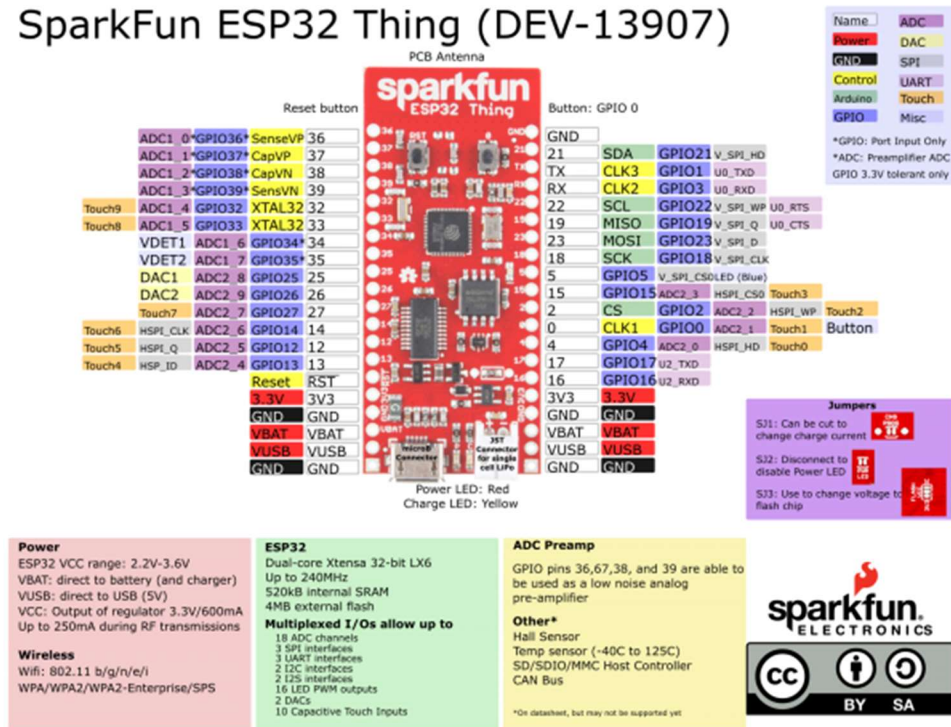 SparkFun ESP32 Thing (DEV-13907)
PCB Antenna
Reset button
Button: GPIO 0
sparkfun
ESP32 Thing
Name ADC
Power DAC
GND SPI
Control UART
Arduino Touch
GPIO Misc
*GPIO: Port Input Only
*ADC: Preamplifier ADC
GPIO 3.3V tolerant only
ADC1_0 *GPIO36* SenseVP 36
ADC1_1 *GPIO37* CapVP 37
ADC1_2 *GPIO38* CapVN 38
ADC1_3 *GPIO39* SensVN 39
Touch9 ADC1_4 GPIO32 XTAL32 32
Touch8 ADC1_5 GPIO33 XTAL32 33
VDET1 ADC1_6 GPIO34* 34
VDET2 ADC1_7 GPIO35* 35
DAC1 ADC2_8 GPIO25 25
DAC2 ADC2_9 GPIO26 26
Touch7 ADC2_7 GPIO27 27
Touch6 HSPI_CLK ADC2_6 GPIO14 14
Touch5 HSPI_Q ADC2_5 GPIO12 12
Touch4 HSP_ID ADC2_4 GPIO13 13
Reset RST
3.3V 3V3
GND GND
VBAT VBAT
VUSB VUSB
GND GND
GND
21 SDA GPIO21 V_SPI_HD
TX CLK3 GPIO1 U0_TXD
RX CLK2 GPIO3 U0_RXD
22 SCL GPIO22 V_SPI_WP U0_RTS
19 MISO GPIO19 V_SPI_Q U0_CTS
23 MOSI GPIO23 V_SPI_D
18 SCK GPIO18 V_SPI_CLK
5 GPIO5 V_SPI_CS0 LED (Blue)
15 GPIO15 ADC2_3 HSPI_CS0 Touch3
2 CS GPIO2 ADC2_2 HSPI_WP Touch2
0 CLK1 GPIO0 ADC2_1 Touch1 Button
4 GPIO4 ADC2_0 HSPI_HD Touch0
17 GPIO17 U2_TXD
16 GPIO16 U2_RXD
3V3 3.3V
GND GND
VBAT VBAT
VUSB VUSB
GND GND
microB
Connector
JST
Connector
for single
cell LiPo
Power LED: Red
Charge LED: Yellow
Jumpers
SJ1: Can be cut to
change charge current
SJ2: Disconnect to
disable Power LED
SJ3: Use to change voltage to
flash chip
Power
ESP32 VCC range: 2.2V-3.6V
VBAT: direct to battery (and charger)
VUSB: direct to USB (5V)
VCC: Output of regulator 3.3V/600mA
Up to 250mA during RF transmissions
Wireless
Wifi: 802.11 b/g/n/e/i
WPA/WPA2/WPA2-Enterprise/SPS
ESP32
Dual-core Xtensa 32-bit LX6
Up to 240MHz
520kB internal SRAM
4MB external flash
Multiplexed I/Os allow up to
18 ADC channels
3 SPI interfaces
3 UART interfaces
2 I2C interfaces
2 I2S interfaces
16 LED PWM outputs
2 DACs
10 Capacitive Touch Inputs
ADC Preamp
GPIO pins 36,67,38, and 39 are able to
be used as a low noise analog
pre-amplifier
Other*
Hall Sensor
Temp sensor (-40C to 125C)
SD/SDIO/MMC Host Controller
CAN Bus
*On datasheet, but may not be supported yet
sparkfun.
ELECTRONICS
CC BY SA